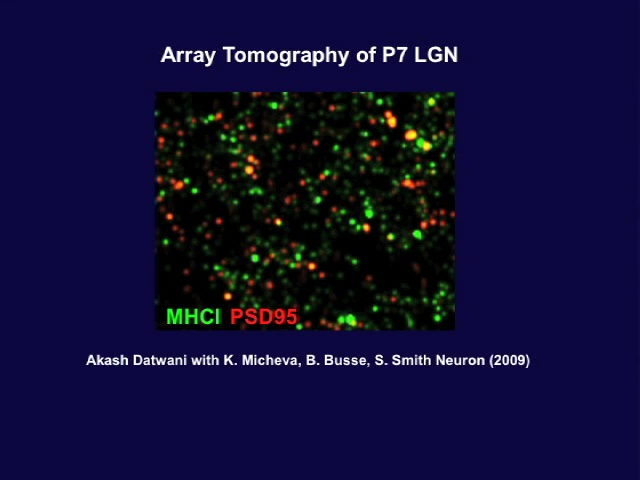 Array Tomography of P7 LGN
MHCI PSD95
Akash Datwani with K. Micheva, B. Busse, S. Smith Neuron (2009)